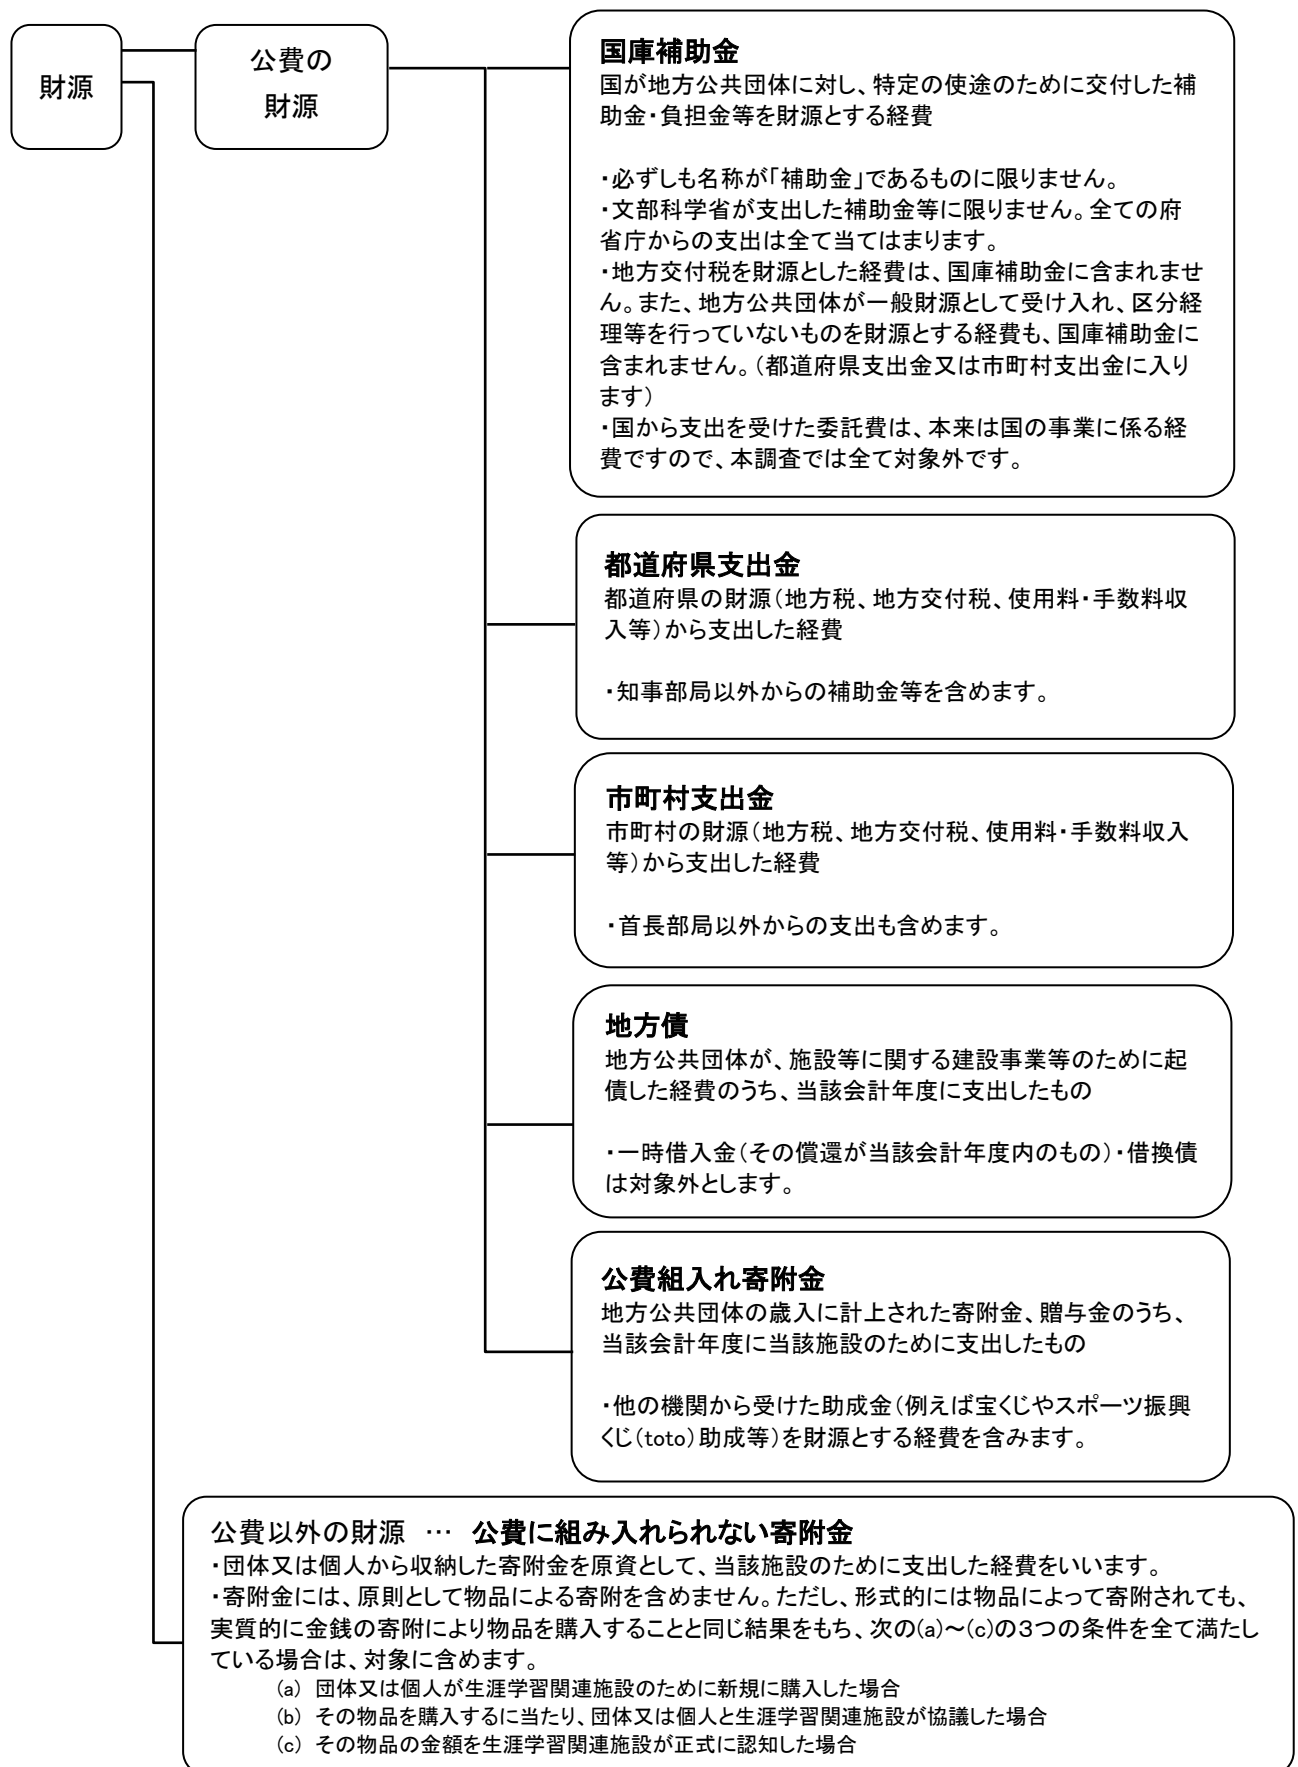 財源
公費の
財源
国庫補助金
国が地方公共団体に対し、特定の使途のために交付した補
助金・負担金等を財源とする経費
・必ずしも名称が「補助金」であるものに限りません。
・文部科学省が支出した補助金等に限りません。全ての府
省庁からの支出は全て当てはまります。
・地方交付税を財源とした経費は、国庫補助金に含まれませ
ん。また、地方公共団体が一般財源として受け入れ、区分経
理等を行っていないものを財源とする経費も、国庫補助金に
含まれません。（都道府県支出金又は市町村支出金に入り
ます）
・国から支出を受けた委託費は、本来は国の事業に係る経
費ですので、本調査では全て対象外です。
都道府県支出金
都道府県の財源（地方税、地方交付税、使用料・手数料収
入等）から支出した経費
・知事部局以外からの補助金等を含めます。
市町村支出金
市町村の財源（地方税、地方交付税、使用料・手数料収入
等）から支出した経費
・首長部局以外からの支出も含めます。
地方債
地方公共団体が、施設等に関する建設事業等のために起
債した経費のうち、当該会計年度に支出したもの
・一時借入金（その償還が当該会計年度内のもの）・借換債
は対象外とします。
公費組入れ寄附金
地方公共団体の歳入に計上された寄附金、贈与金のうち、
当該会計年度に当該施設のために支出したもの
・他の機関から受けた助成金（例えば宝くじやスポーツ振興
くじ（toto）助成等）を財源とする経費を含みます。
公費以外の財源 … 公費に組み入れられない寄附金
・団体又は個人から収納した寄附金を原資として、当該施設のために支出した経費をいいます。
・寄附金には、原則として物品による寄附を含めません。ただし、形式的には物品によって寄附されても、
実質的に金銭の寄附により物品を購入することと同じ結果をもち、次の(a)～(c)の３つの条件を全て満たし
ている場合は、対象に含めます。
(a) 団体又は個人が生涯学習関連施設のために新規に購入した場合
(b) その物品を購入するに当たり、団体又は個人と生涯学習関連施設が協議した場合
(c) その物品の金額を生涯学習関連施設が正式に認知した場合